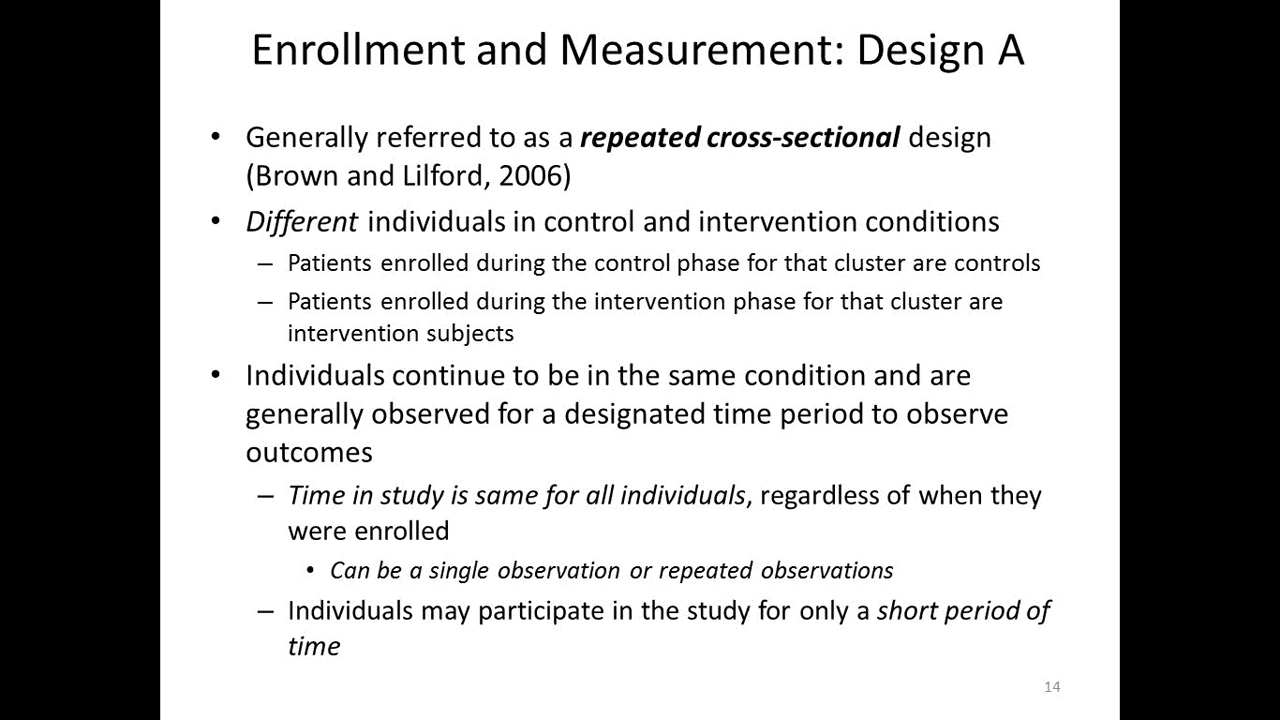 Enrollment and Measurement: Design A
• Generally referred to as a repeated cross-sectional design
(Brown and Lilford, 2006)
• Different individuals in control and intervention conditions
– Patients enrolled during the control phase for that cluster are controls
– Patients enrolled during the intervention phase for that cluster are
intervention subjects
• Individuals continue to be in the same condition and are
generally observed for a designated time period to observe
outcomes
– Time in study is same for all individuals, regardless of when they
were enrolled
• Can be a single observation or repeated observations
– Individuals may participate in the study for only a short period of
time
14